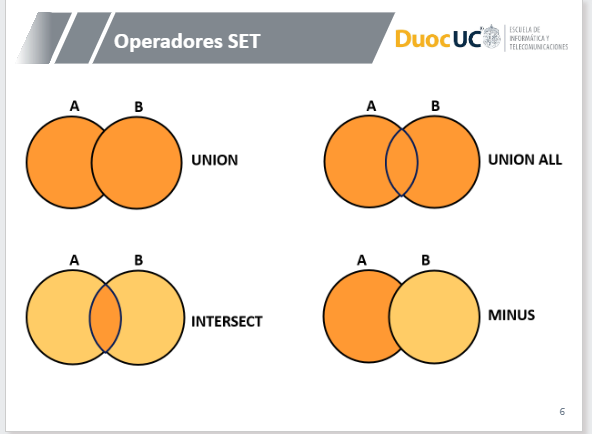 Operadores SET
DuocUC
ESCUELA DE
INFORMÁTICA Y
TELECOMUNICACIONES
A B
UNION
A B
UNION ALL
A B
INTERSECT
A B
MINUS
6